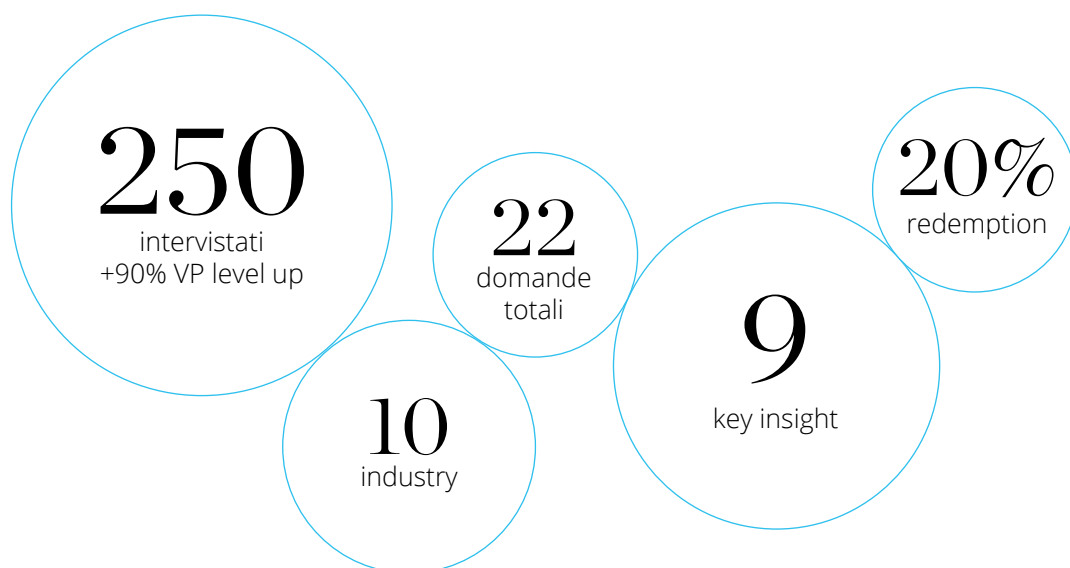 250
intervistati
+90% VP level up
10
industry
22
domande
totali
9
key insight
20%
redemption